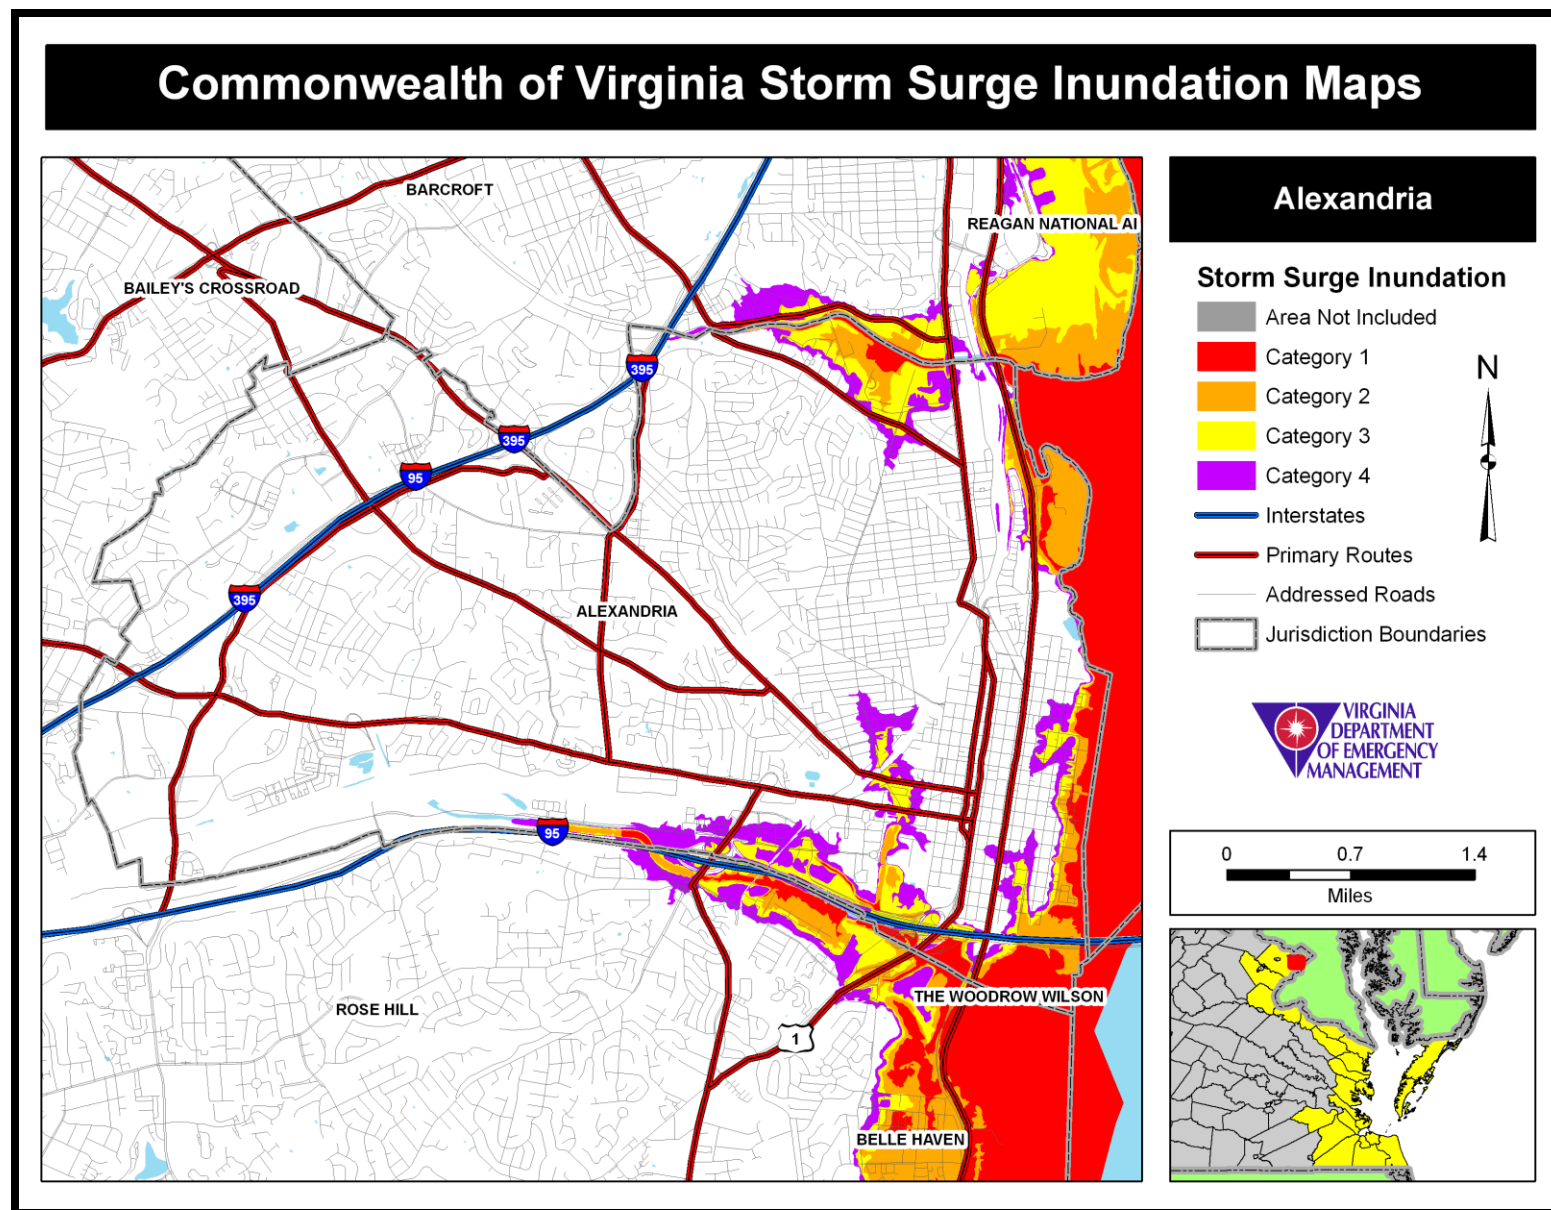 Commonwealth of Virginia Storm Surge Inundation Maps
BARCROFT
REAGAN NATIONAL AI
BAILEY'S CROSSROAD
395
395
95
395
ALEXANDRIA
95
THE WOODROW WILSON
ROSE HILL
1
BELLE HAVEN
Alexandria
Storm Surge Inundation
Area Not Included
Category 1
Category 2
Category 3
Category 4
Interstates
Primary Routes
Addressed Roads
Jurisdiction Boundaries
N
VIRGINIA
DEPARTMENT
OF EMERGENCY
MANAGEMENT
0 0.7 1.4
Miles